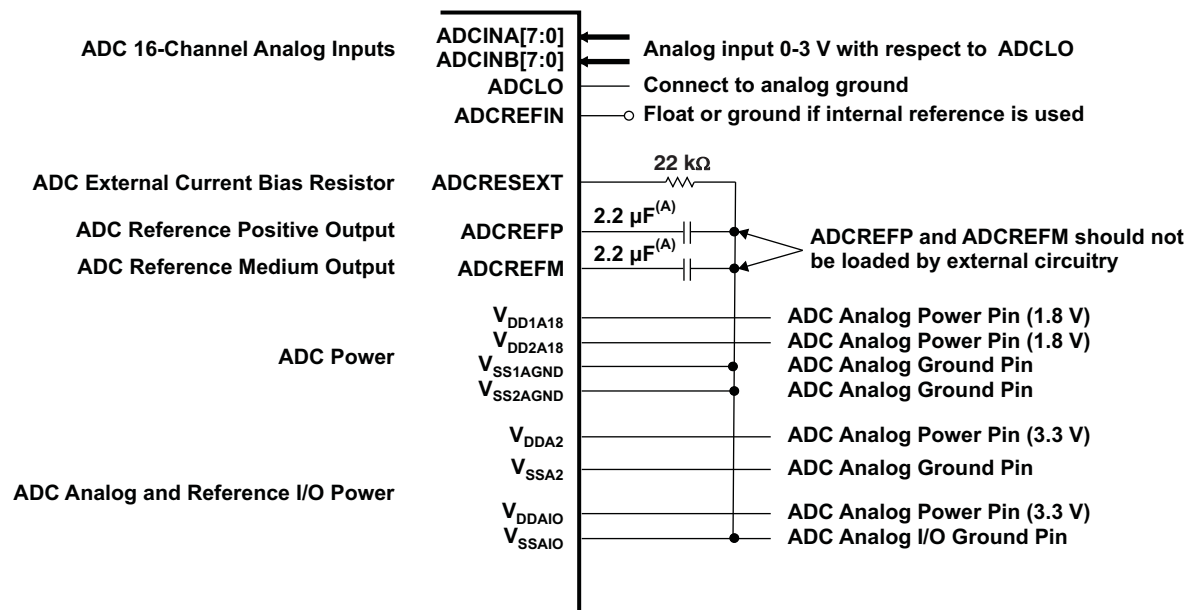 ADC 16-Channel Analog Inputs
ADCINA[7:0]
ADCINB[7:0]
Analog input 0-3 V with respect to ADCLO
ADCLO
Connect to analog ground
ADCREFIN
Float or ground if internal reference is used
22 kΩ
ADC External Current Bias Resistor
ADCRESEXT
2.2 µF(A)
ADC Reference Positive Output
ADCREFP
2.2 µF(A)
ADC Reference Medium Output
ADCREFM
ADCREFP and ADCREFM should not
be loaded by external circuitry
ADC Power
VDD1A18
ADC Analog Power Pin (1.8 V)
VDD2A18
ADC Analog Power Pin (1.8 V)
VSS1AGND
ADC Analog Ground Pin
VSS2AGND
ADC Analog Ground Pin
ADC Analog and Reference I/O Power
VDDA2
ADC Analog Power Pin (3.3 V)
VSSA2
ADC Analog Ground Pin
VDDAIO
ADC Analog Power Pin (3.3 V)
VSSAIO
ADC Analog I/O Ground Pin